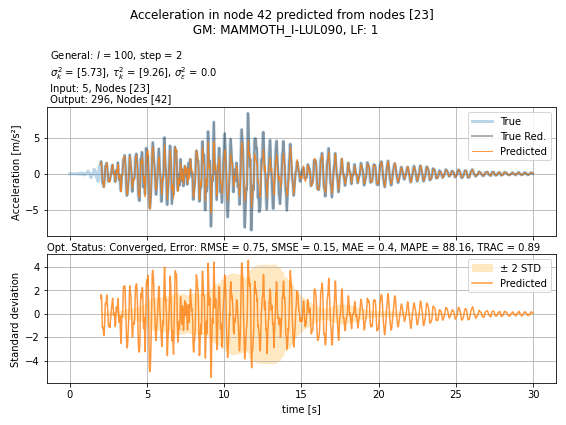 Acceleration in node 42 predicted from nodes [23]
GM: MAMMOTH_I-LUL090, LF: 1
General: l = 100, step = 2
σ²ₖ = [5.73], τ²ₖ = [9.26], σ²ε = 0.0
Input: 5, Nodes [23]
Output: 296, Nodes [42]
Acceleration [m/s²]
5
0
−5
True
True Red.
Predicted
Opt. Status: Converged, Error: RMSE = 0.75, SMSE = 0.15, MAE = 0.4, MAPE = 88.16, TRAC = 0.89
Standard deviation
4
2
0
−2
−4
± 2 STD
Predicted
0 5 10 15 20 25 30
time [s]